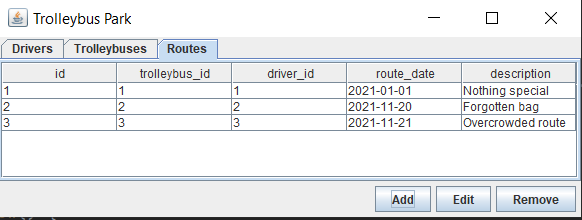 Trolleybus Park
Drivers Trolleybuses Routes
id trolleybus_id driver_id route_date description
1 1 1 2021-01-01 Nothing special
2 2 2 2021-11-20 Forgotten bag
3 3 3 2021-11-21 Overcrowded route
Add Edit Remove